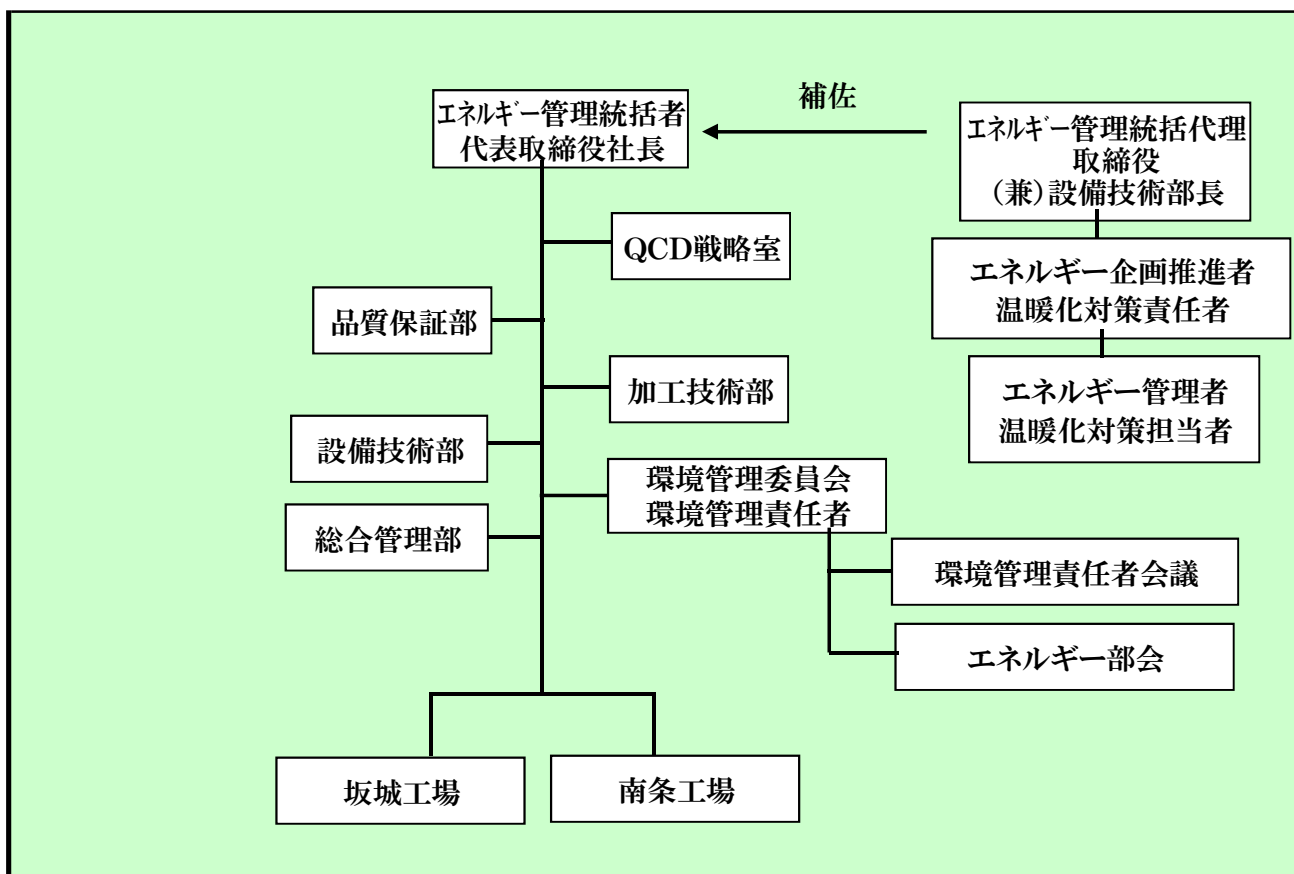 補佐
エネルギー管理統括者
代表取締役社長
エネルギー管理統括代理
取締役
(兼)設備技術部長
QCD戦略室
エネルギー企画推進者
温暖化対策責任者
品質保証部
加工技術部
エネルギー管理者
温暖化対策担当者
設備技術部
環境管理委員会
環境管理責任者
総合管理部
環境管理責任者会議
エネルギー部会
坂城工場
南条工場